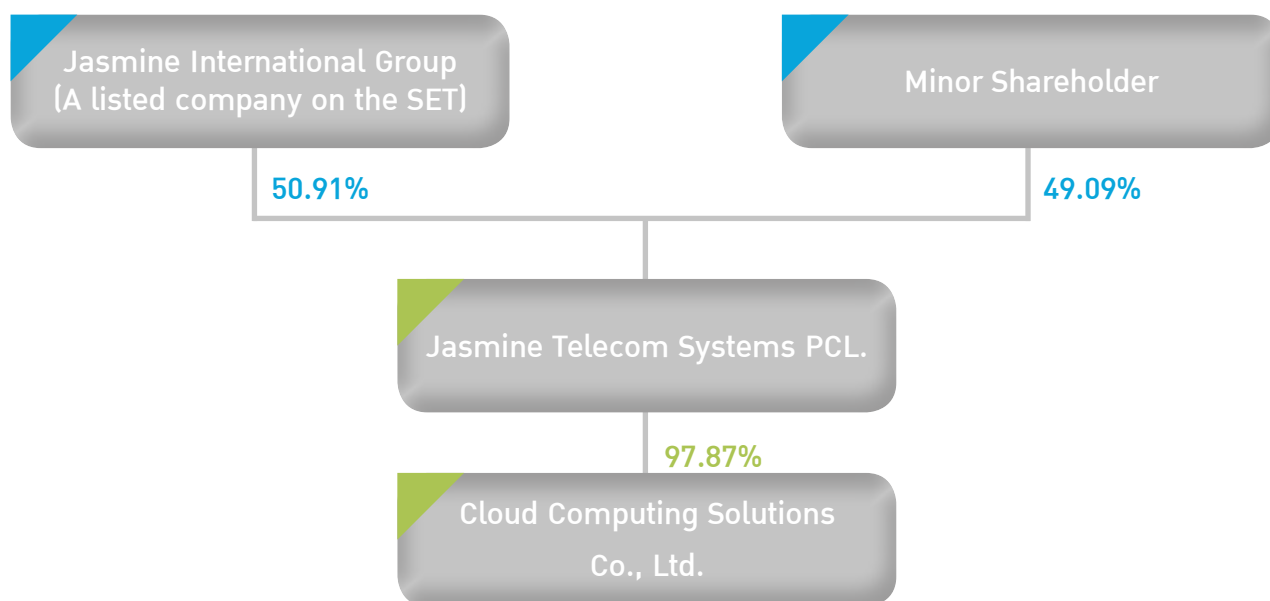 Jasmine International Group
(A listed company on the SET)
Minor Shareholder
50.91%
49.09%
Jasmine Telecom Systems PCL.
97.87%
Cloud Computing Solutions
Co., Ltd.